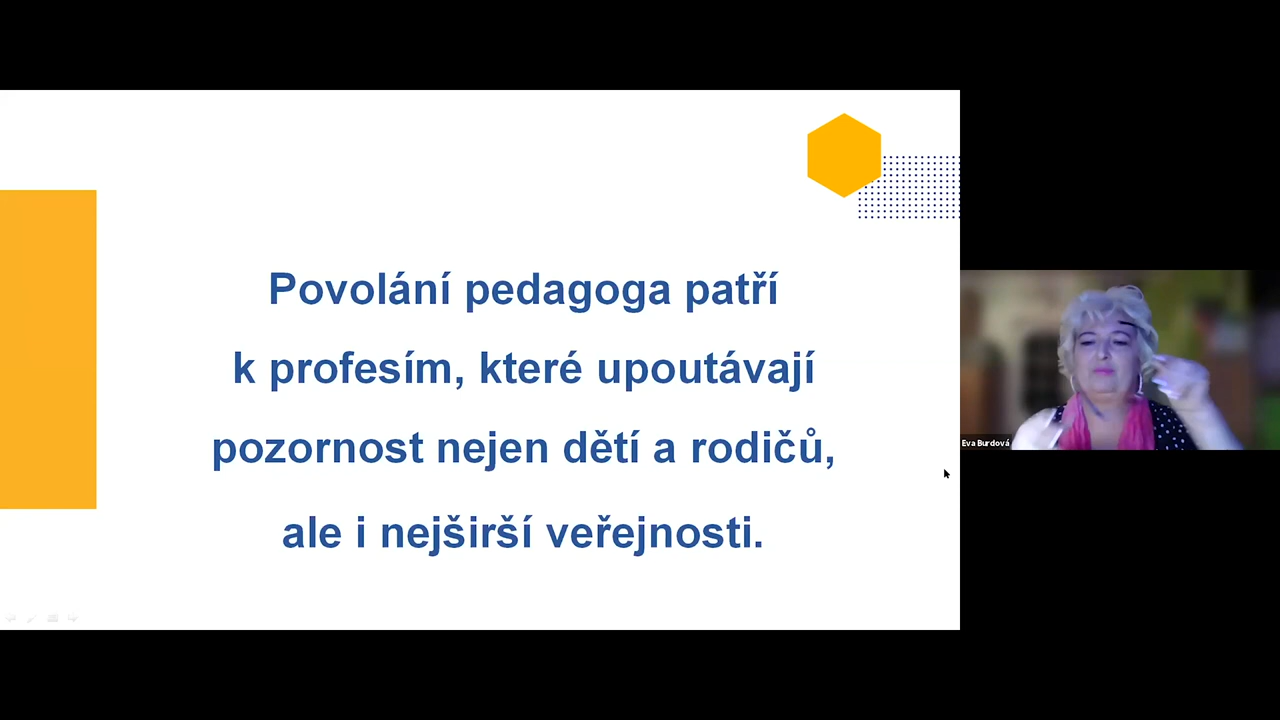 Povolání pedagoga patří
k profesím, které upoutávají
pozornost nejen dětí a rodičů,
ale i nejširší veřejnosti.
Eva Burdová